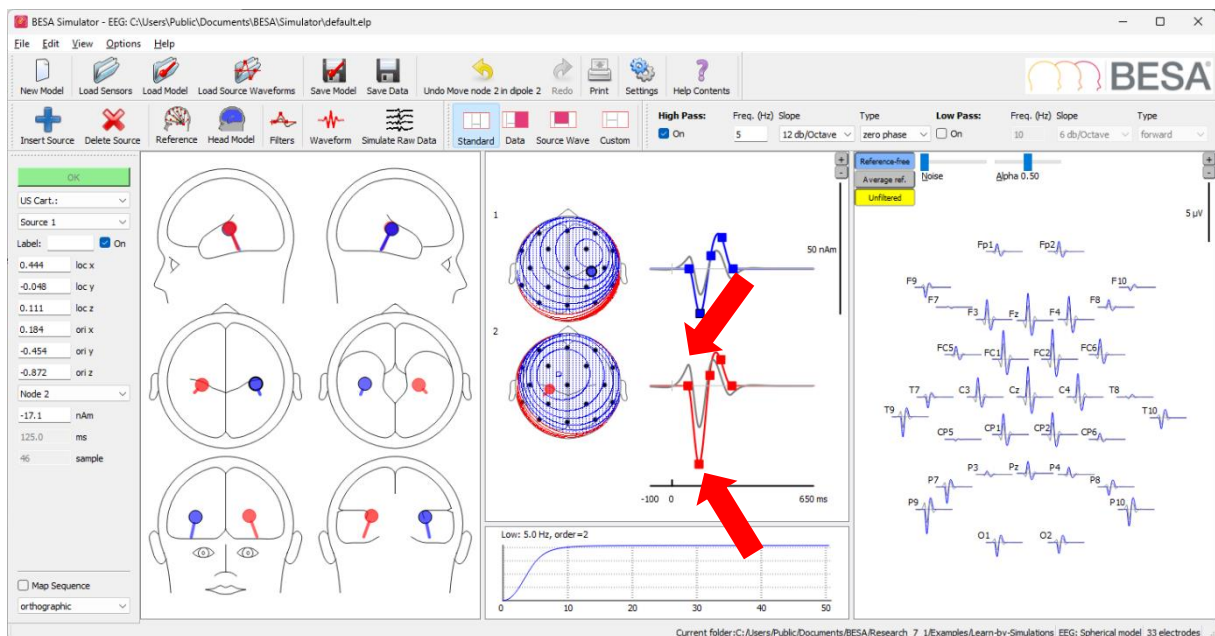 BESA Simulator - EEG: C:\Users\Public\Documents\BESA\Simulator\default.elp
File Edit View Options Help
New Model Load Sensors Load Model Load Source Waveforms Save Model Save Data Undo Move node 2 in dipole 2 Redo Print Settings Help Contents
BESA
Insert Source Delete Source Reference Head Model Filters Waveform Simulate Raw Data Standard Data Source Wave Custom
High Pass: Freq. (Hz) Slope Type Low Pass: Freq. (Hz) Slope Type
On 5 12 db/Octave zero phase On 10 6 db/Octave forward
OK
US Cart.:
Source 1
Label: On
0.444 loc x
-0.048 loc y
0.111 loc z
0.184 ori x
-0.454 ori y
-0.872 ori z
Node 2
-17.1 nAm
125.0 ms
46 sample
Map Sequence
orthographic
1
+
-
50 nAm
2
-100 0 650 ms
Low: 5.0 Hz, order=2
0 10 20 30 40 50
Reference-free
Average ref.
Unfiltered
Noise Alpha 0.50
+
-
5 µV
Fp1 Fp2
F9 F10
F7 F8
F3 Fz F4
FC5 FC1 FC2 FC6
T7 C3 Cz C4 T8
T9 T10
CP5 CP1 CP2 CP6
P3 Pz P4
P7 P8
P9 P10
O1 O2
Current folder:C:/Users/Public/Documents/BESA/Research_7_1/Examples/Learn-by-Simulations EEG: Spherical model 33 electrodes